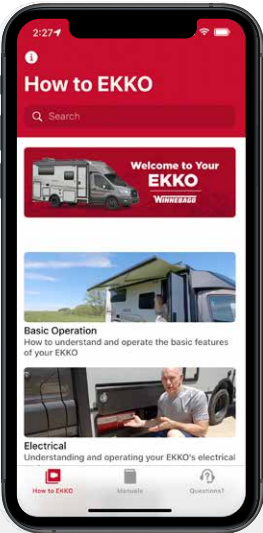 2:27
How to EKKO
Search
Welcome to Your
EKKO
WINNEBAGO
Basic Operation
How to understand and operate the basic features
of your EKKO
Electrical
Understanding and operating your EKKO's electrical
How to EKKO
Manuals
Questions?